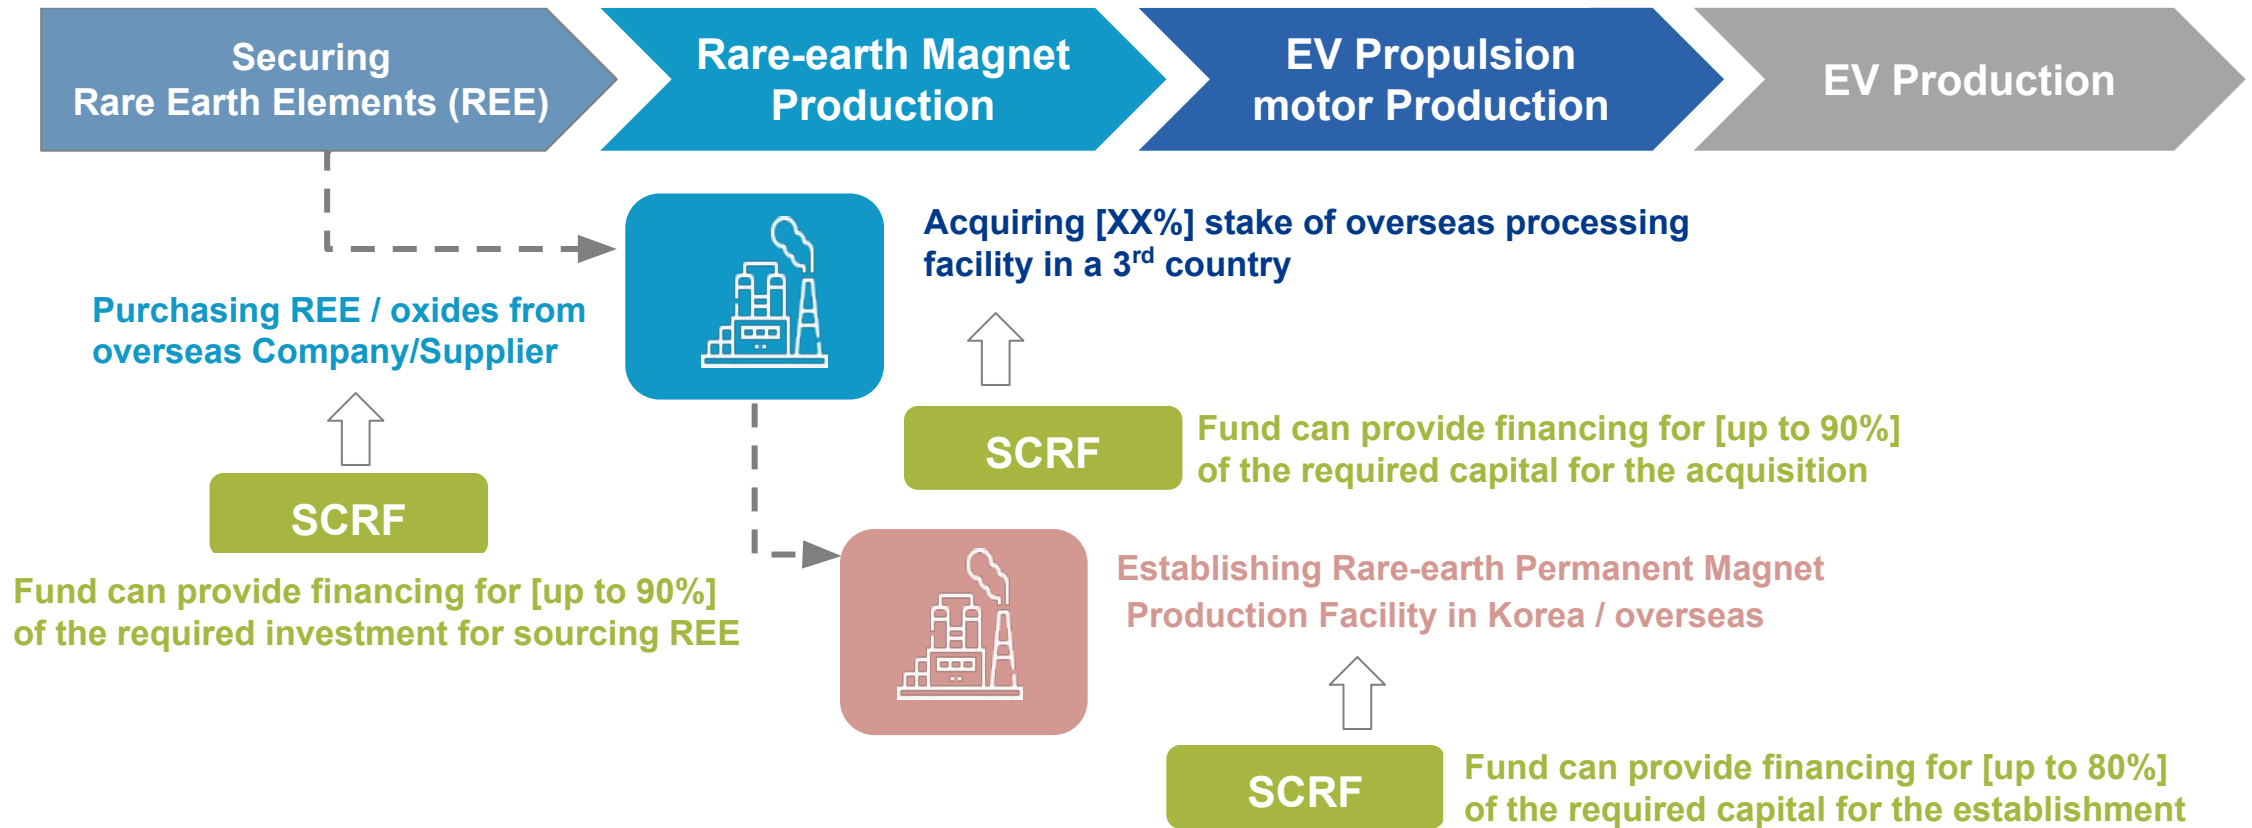 Securing
Rare Earth Elements (REE)
Rare-earth Magnet
Production
EV Propulsion
motor Production
EV Production
Acquiring [XX%] stake of overseas processing
facility in a 3rd country
Purchasing REE / oxides from
overseas Company/Supplier
SCRF
Fund can provide financing for [up to 90%]
of the required capital for the acquisition
SCRF
Fund can provide financing for [up to 90%]
of the required investment for sourcing REE
Establishing Rare-earth Permanent Magnet
Production Facility in Korea / overseas
SCRF
Fund can provide financing for [up to 80%]
of the required capital for the establishment